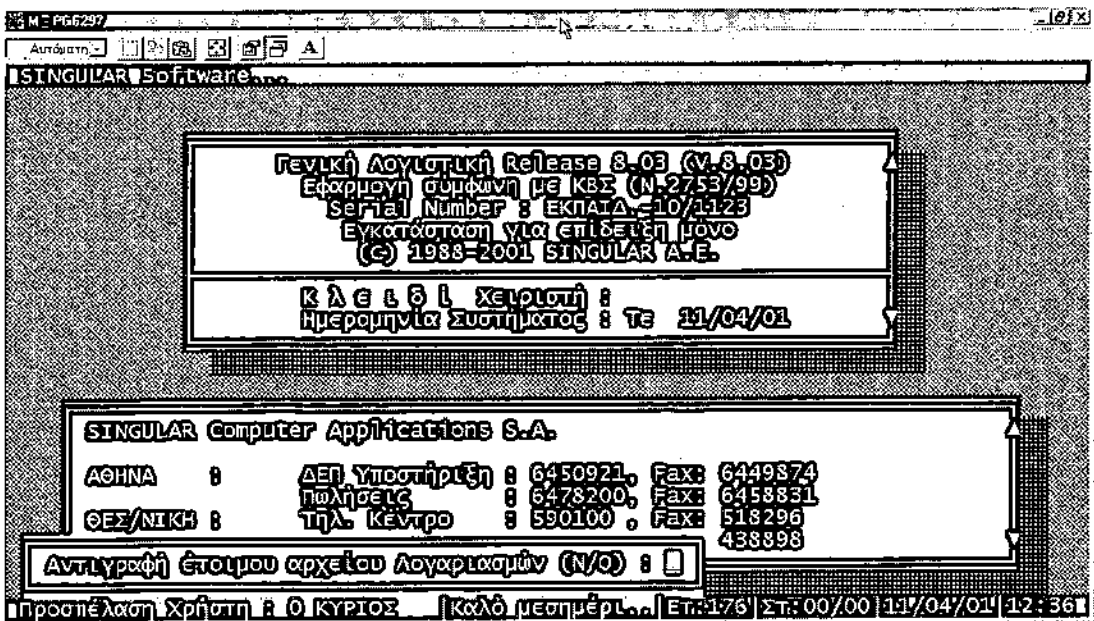 Μ Σ PG6297
Αυτόματη
A
SINGULAR Software...
Γενική Λογιστική Release 8.03 (V.8.03)
Εφαρμογή σύμφωνη με ΚΒΣ (Ν.2753/99)
Serial Number : ΕΚΠΑΙΔ.-10/1123
Εγκατάσταση για επίδειξη μόνο
(C) 1988-2001 SINGULAR A.E.
Κ λ ε ι δ ί Χειριστή :
Ημερομηνία Συστήματος : Τε 11/04/01
SINGULAR Computer Applications S.A.
ΑΘΗΝΑ : ΔΕΠ Υποστήριξη : 6450921, Fax: 6449874
Πωλήσεις : 6478200, Fax: 6458831
ΘΕΣ/ΝΙΚΗ : Τηλ. Κέντρο : 590100 , Fax: 518296
438898
Αντιγραφή έτοιμου αρχείου Λογαριασμών (Ν/Ο) :
Προσπέλαση Χρήστη : Ο ΚΥΡΙΟΣ Καλό μεσημέρι... Ετ:176 Στ:00/00 11/04/01 12:36